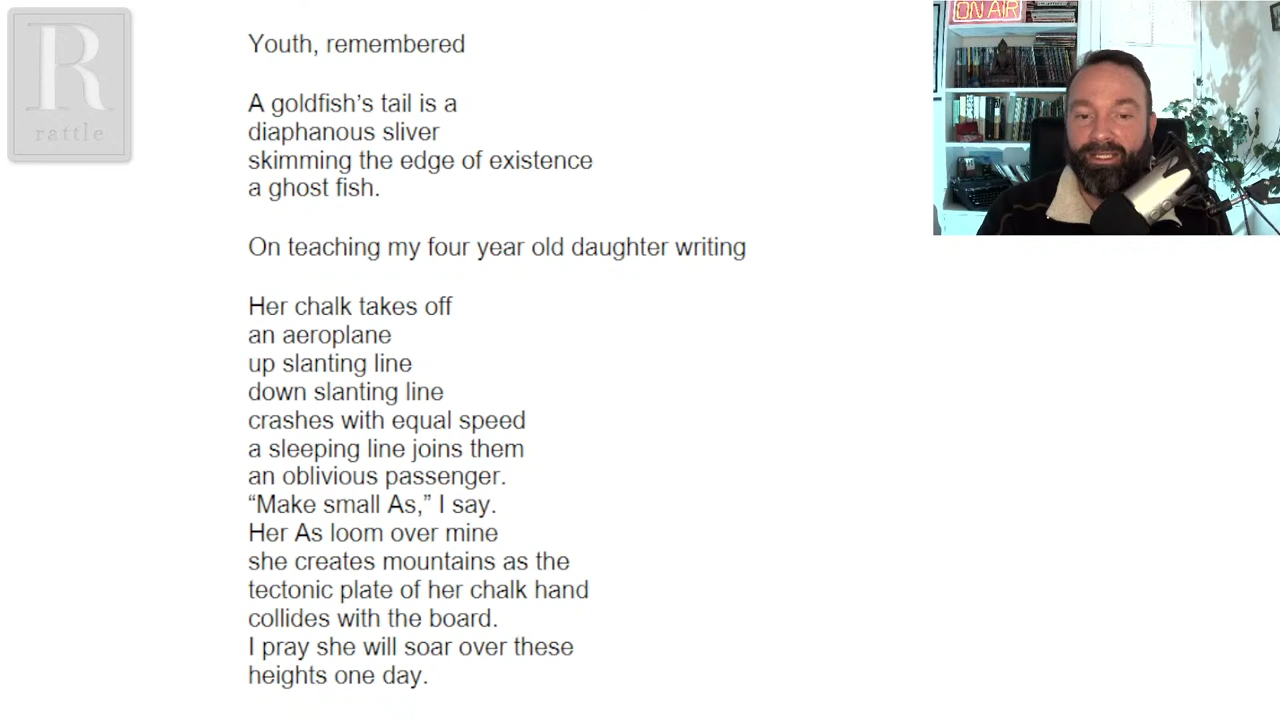 R
rattle
ON AIR
Youth, remembered
A goldfish's tail is a
diaphanous sliver
skimming the edge of existence
a ghost fish.
On teaching my four year old daughter writing
Her chalk takes off
an aeroplane
up slanting line
down slanting line
crashes with equal speed
a sleeping line joins them
an oblivious passenger.
“Make small As,” I say.
Her As loom over mine
she creates mountains as the
tectonic plate of her chalk hand
collides with the board.
I pray she will soar over these
heights one day.